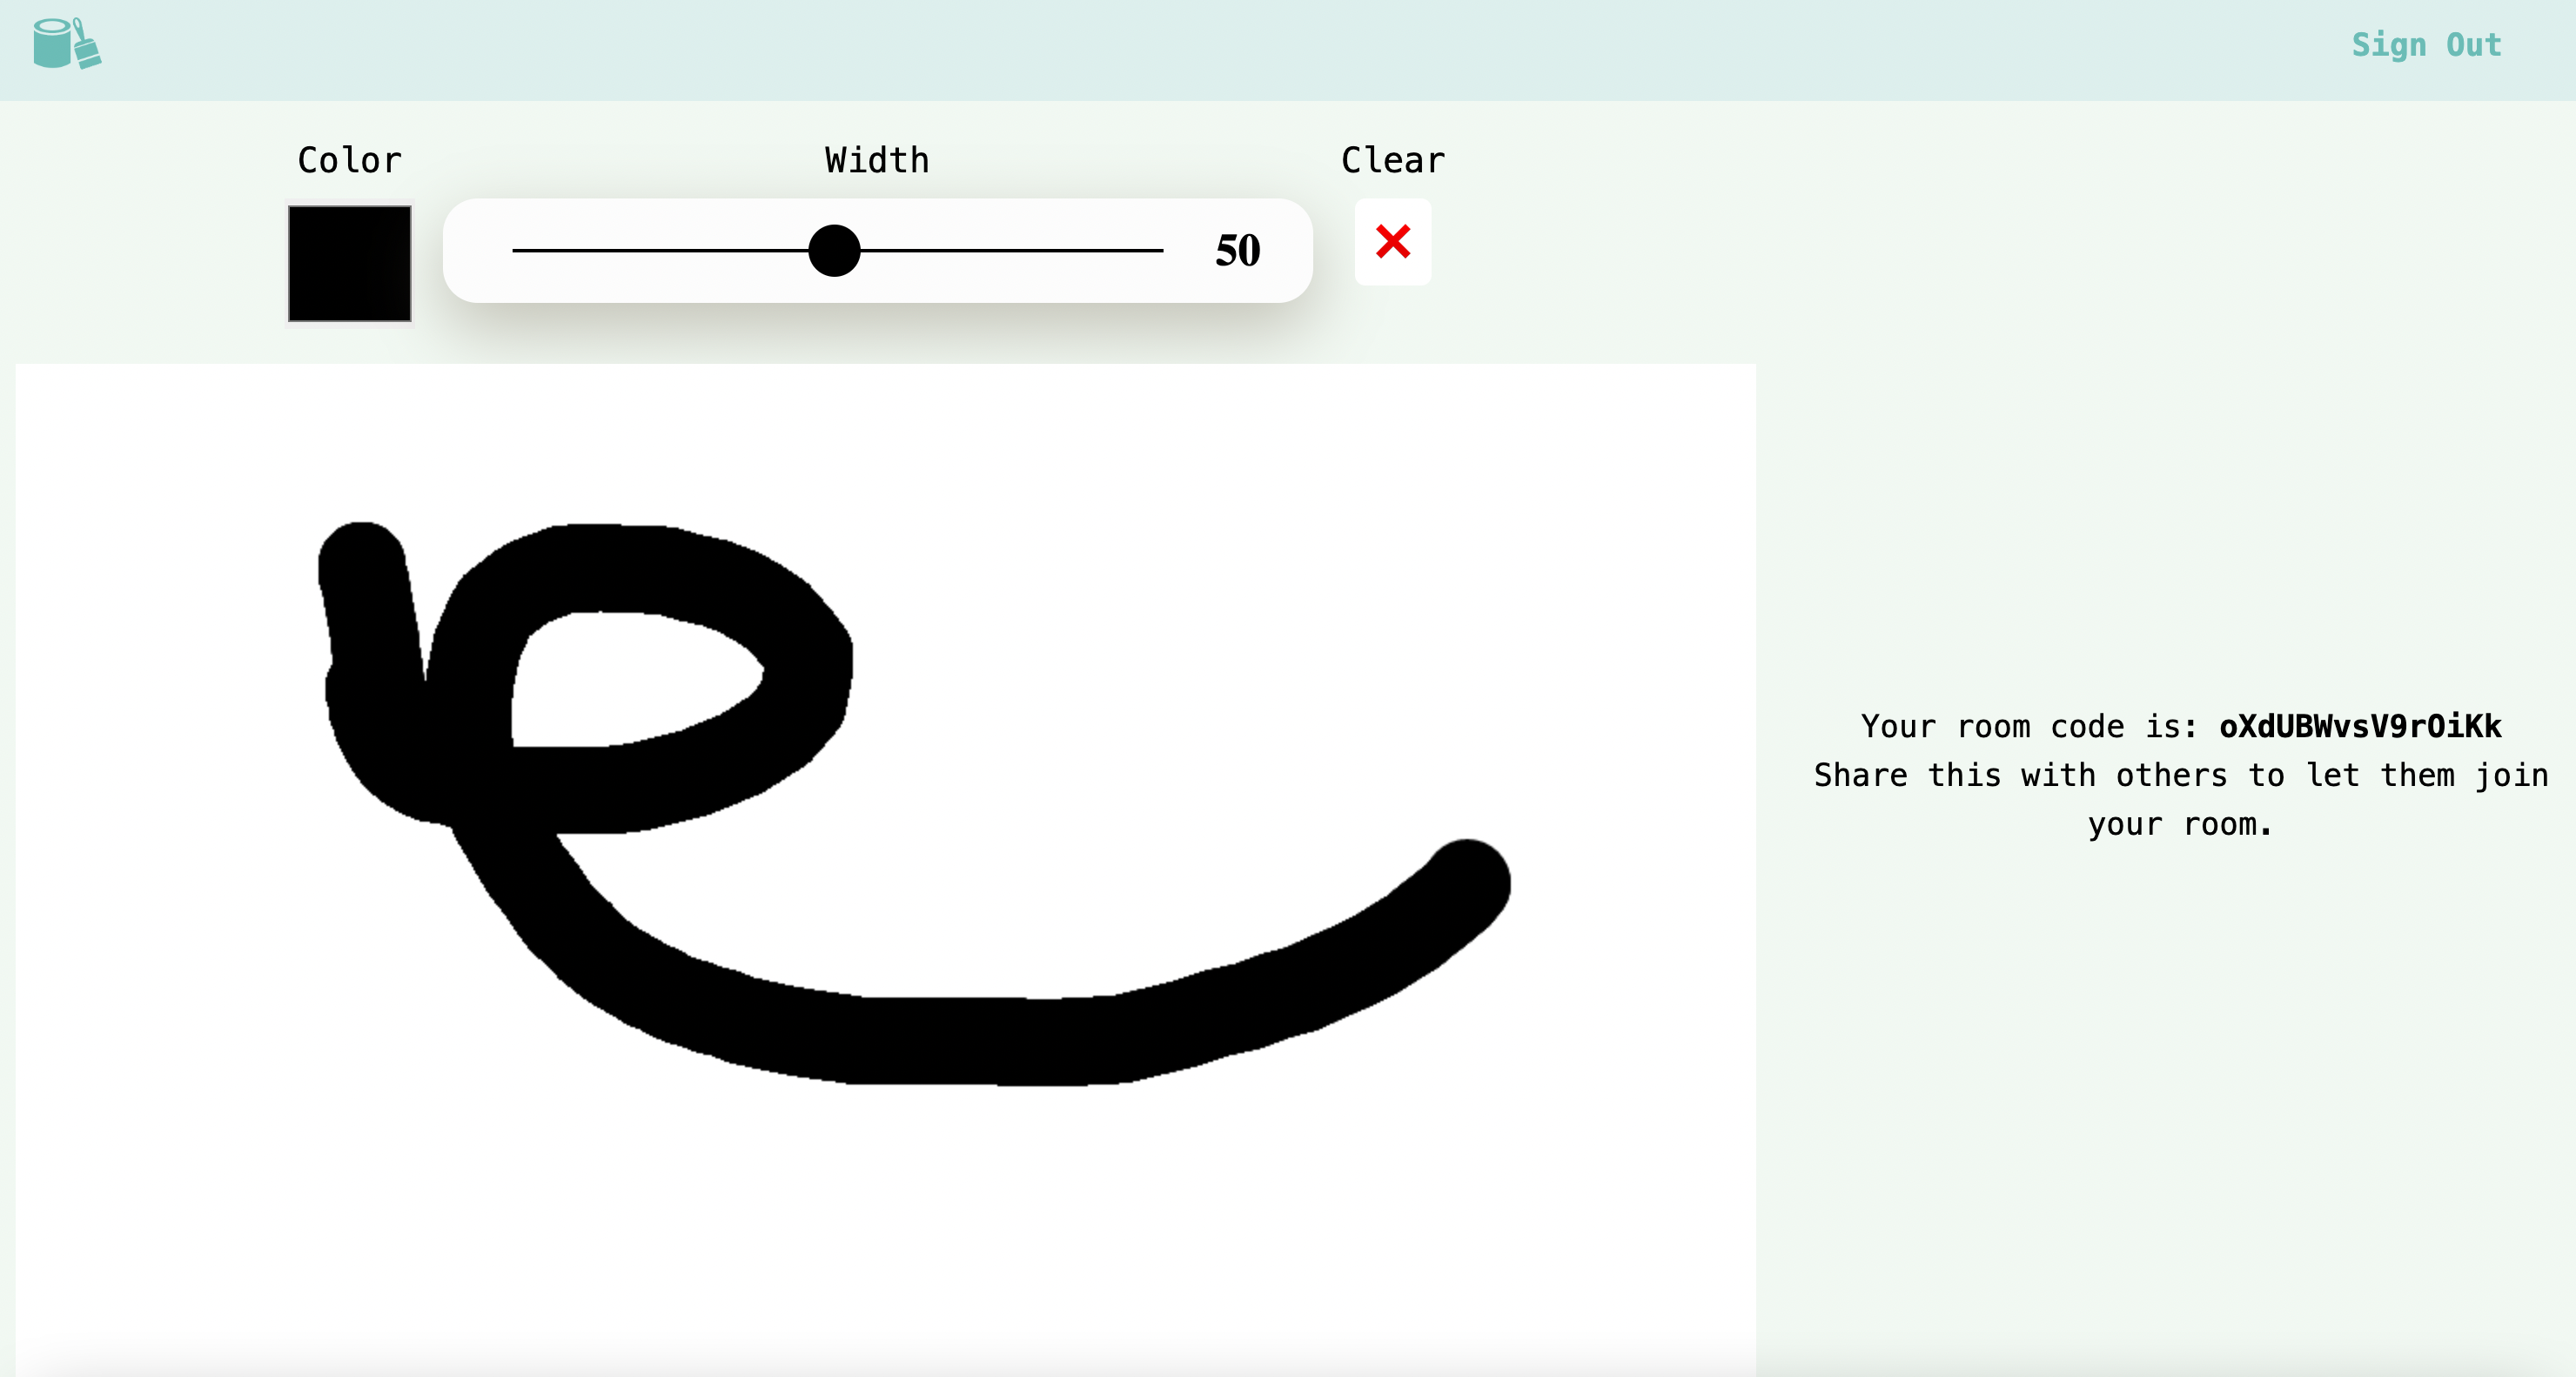 Sign Out
Color
Width
Clear
50
Your room code is: oXdUBWvsV9rOiKk
Share this with others to let them join
your room.